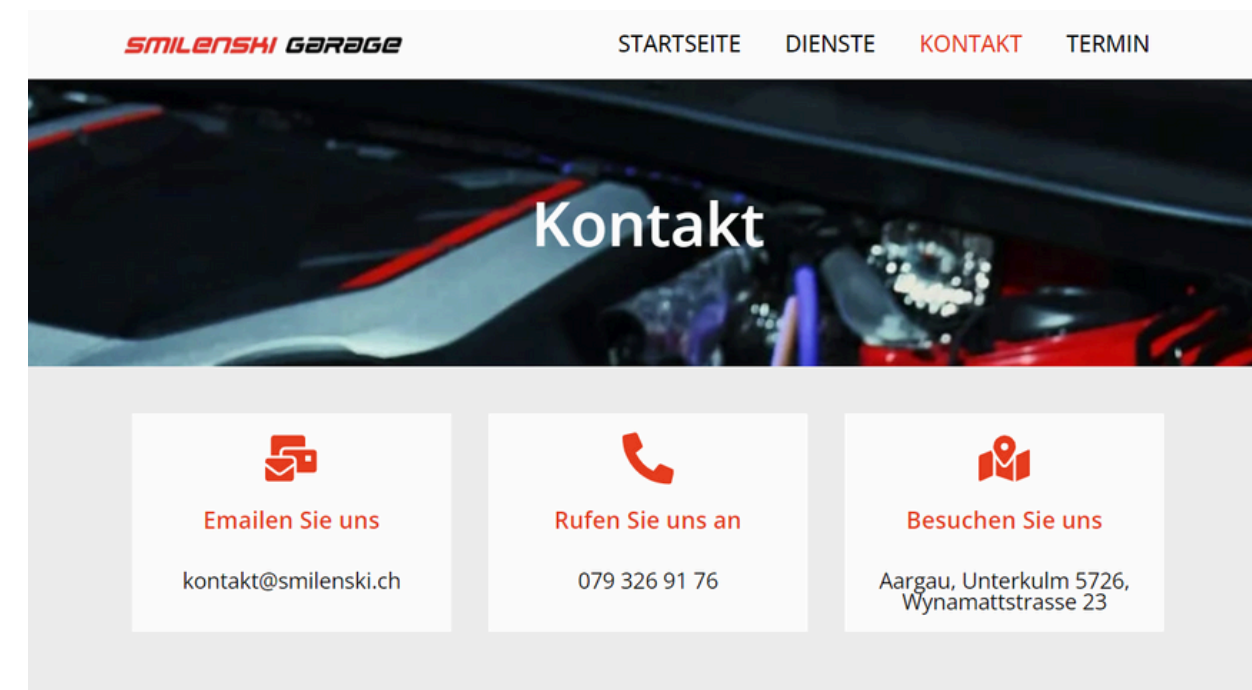 SMILENSKI GARAGE
STARTSEITE DIENSTE KONTAKT TERMIN
Kontakt
Emailen Sie uns
kontakt@smilenski.ch
Rufen Sie uns an
079 326 91 76
Besuchen Sie uns
Aargau, Unterkulm 5726,
Wynamattstrasse 23